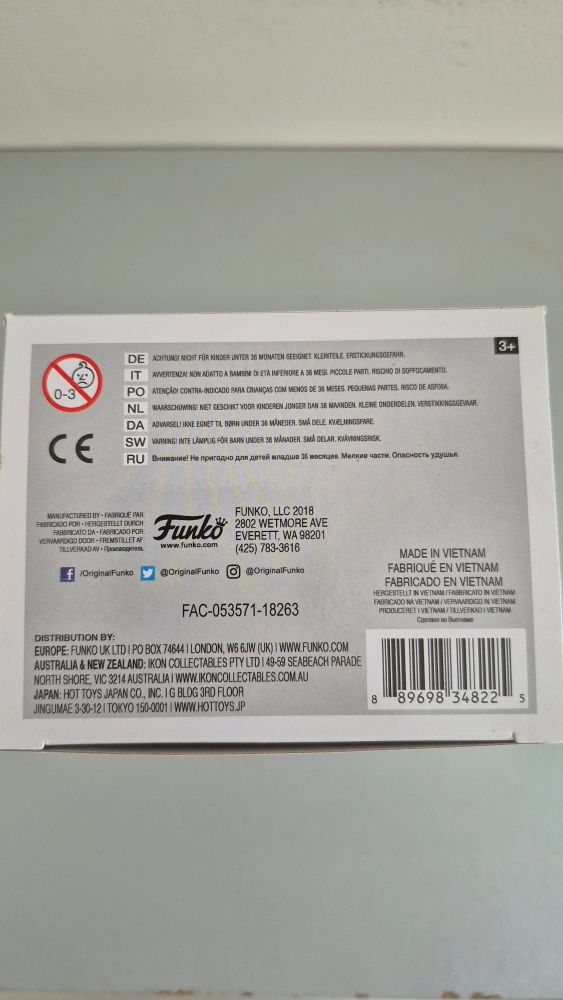 3+
0-3
DE ACHTUNG! NICHT FÜR KINDER UNTER 36 MONATEN GEEIGNET. KLEINTEILE. ERSTICKUNGSGEFAHR.
IT AVVERTENZA! NON ADATTO A BAMBINI DI ETÀ INFERIORE A 36 MESI. PICCOLE PARTI. RISCHIO DI SOFFOCAMENTO.
PO ATENÇÃO! CONTRA-INDICADO PARA CRIANÇAS COM MENOS DE 36 MESES. PEQUENAS PARTES. RISCO DE ASFIXIA.
NL WAARSCHUWING! NIET GESCHIKT VOOR KINDEREN JONGER DAN 36 MAANDEN. KLEINE ONDERDELEN. VERSTIKKINGSGEVAAR.
DA ADVARSEL! IKKE EGNET TIL BØRN UNDER 36 MÅNEDER. SMÅ DELE. KVÆLNINGSFARE.
SW VARNING! INTE LÄMPLIG FÖR BARN UNDER 36 MÅNADER. SMÅ DELAR. KVÄVNINGSRISK.
RU Внимание! Не пригодно для детей младше 36 месяцев. Мелкие части. Опасность удушья.
CE
MANUFACTURED BY • FABRIQUÉ PAR
FABRICADO POR • HERGESTELLT DURCH
FABBRICATO DA • FABRICADO POR
VERVAARDIGD DOOR • FREMSTILLET AF
TILLVERKAD AV • Производитель
Funko
www.funko.com
FUNKO, LLC 2018
2802 WETMORE AVE
EVERETT, WA 98201
(425) 783-3616
/OriginalFunko @OriginalFunko @OriginalFunko
FAC-053571-18263
MADE IN VIETNAM
FABRIQUÉ EN VIETNAM
FABRICADO EN VIETNAM
HERGESTELLT IN VIETNAM / FABBRICATO IN VIETNAM
FABRICADO NA VIETNAM / VERVAARDIGD IN VIETNAM
PRODUCERET I VIETNAM / TILLVERKAD I VIETNAM
Сделано во Вьетнаме
DISTRIBUTION BY:
EUROPE: FUNKO UK LTD | PO BOX 74644 | LONDON, W6 6JW (UK) | WWW.FUNKO.COM
AUSTRALIA & NEW ZEALAND: IKON COLLECTABLES PTY LTD | 49-59 SEABEACH PARADE
NORTH SHORE, VIC 3214 AUSTRALIA | WWW.IKONCOLLECTABLES.COM.AU
JAPAN: HOT TOYS JAPAN CO., INC. | G BLDG 3RD FLOOR
JINGUMAE 3-30-12 | TOKYO 150-0001 | WWW.HOTTOYS.JP
8 89698 34822 5